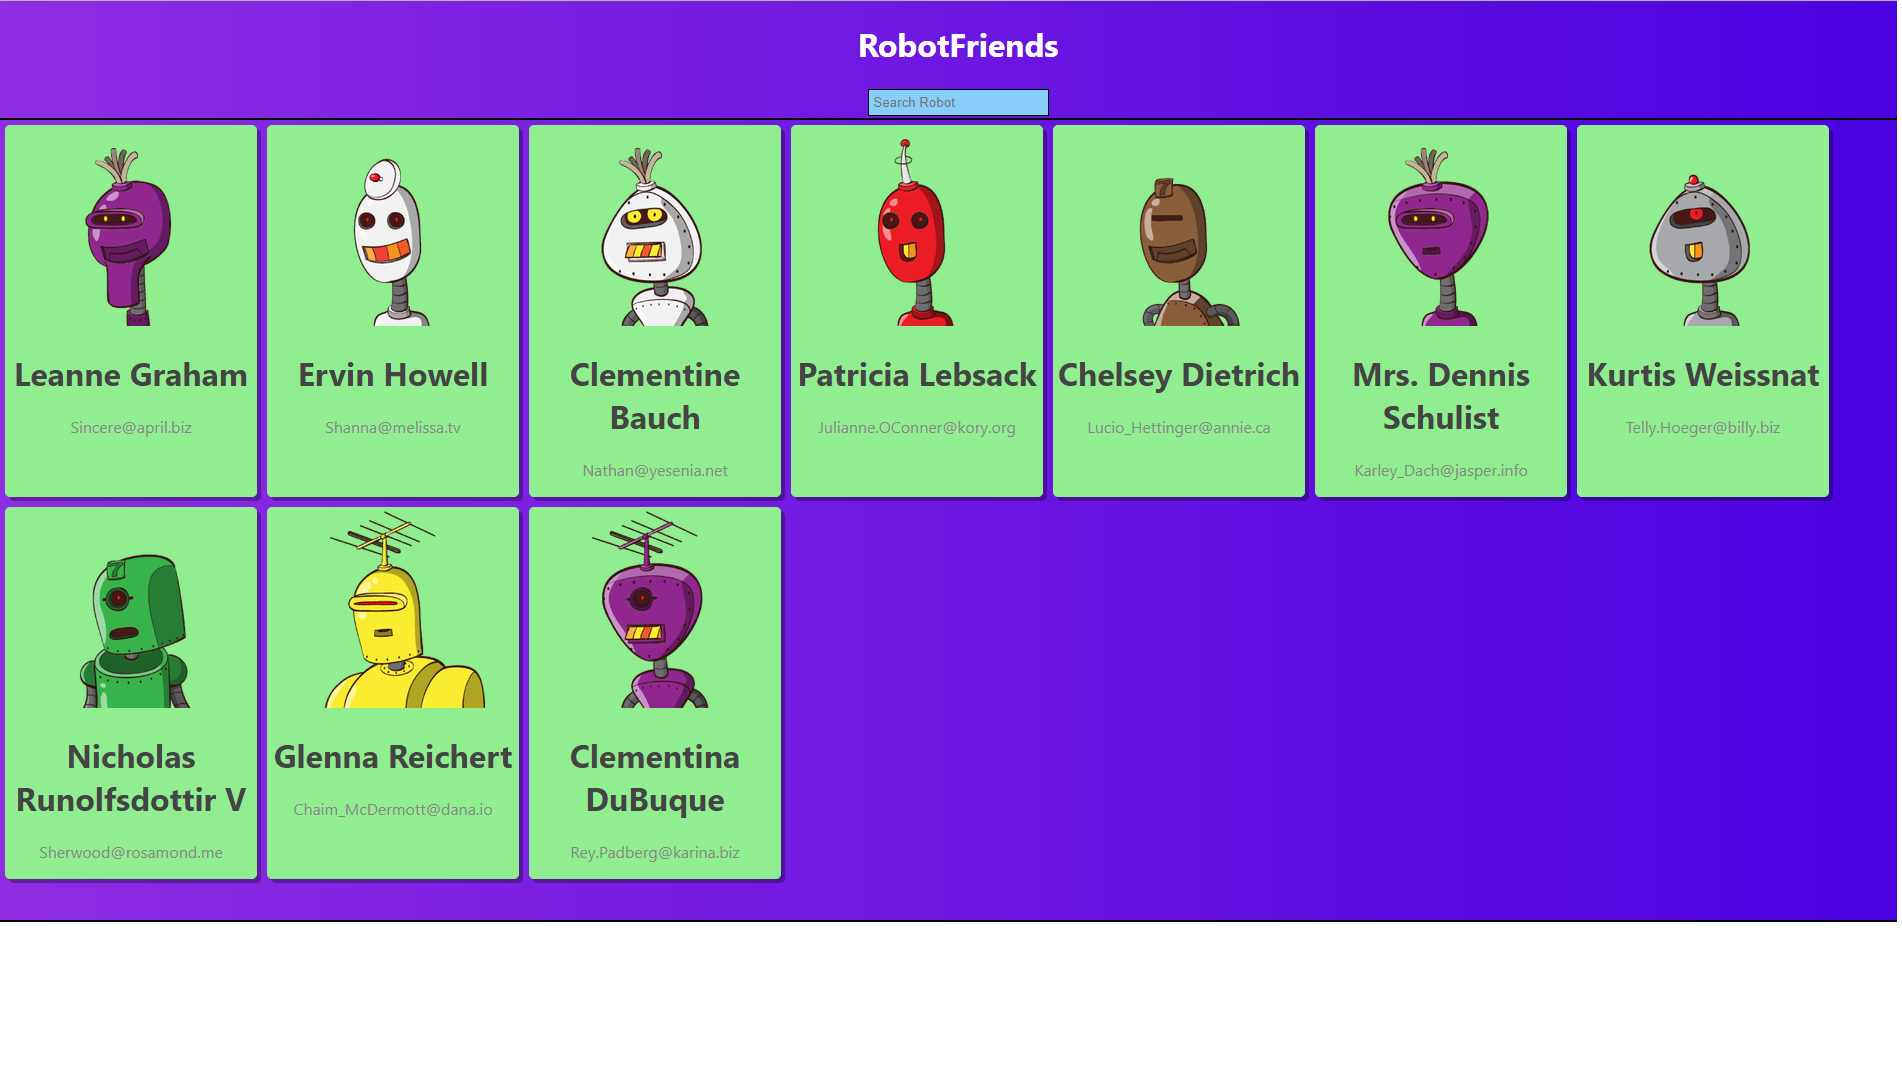 RobotFriends
Search Robot
Leanne Graham
Sincere@april.biz
Ervin Howell
Shanna@melissa.tv
Clementine
Bauch
Nathan@yesenia.net
Patricia Lebsack
Julianne.OConner@kory.org
Chelsey Dietrich
Lucio_Hettinger@annie.ca
Mrs. Dennis
Schulist
Karley_Dach@jasper.info
Kurtis Weissnat
Telly.Hoeger@billy.biz
Nicholas
Runolfsdottir V
Sherwood@rosamond.me
Glenna Reichert
Chaim_McDermott@dana.io
Clementina
DuBuque
Rey.Padberg@karina.biz